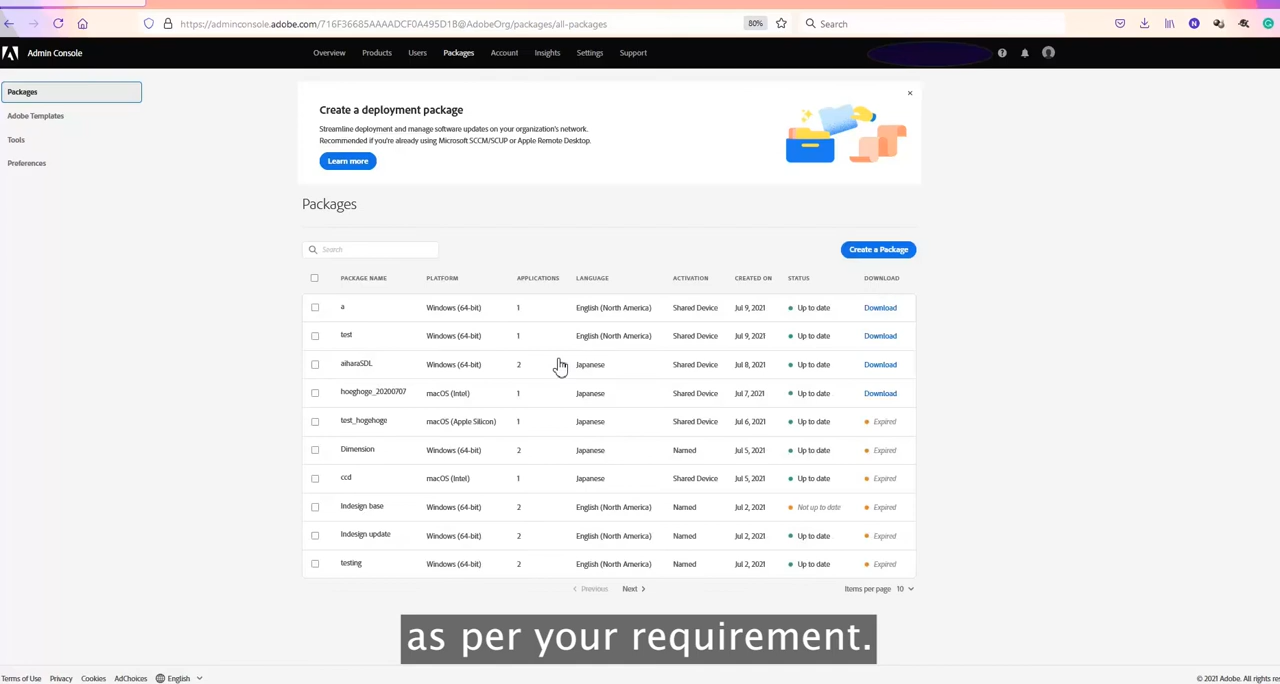 https://adminconsole.adobe.com/716F36685AAAADCF0A495D18@AdobeOrg/packages/all-packages 80% Search
Admin Console Overview Products Users Packages Account Insights Settings Support
Packages
Adobe Templates
Tools
Preferences
Create a deployment package
Streamline deployment and manage software updates on your organization's network.
Recommended if you're already using Microsoft SCCM/SCUP or Apple Remote Desktop.
Learn more
Packages
Search Create a Package
PACKAGE NAME PLATFORM APPLICATIONS LANGUAGE ACTIVATION CREATED ON STATUS DOWNLOAD
a Windows (64-bit) 1 English (North America) Shared Device Jul 9, 2021 Up to date Download
test Windows (64-bit) 1 English (North America) Shared Device Jul 9, 2021 Up to date Download
aiharaSDL Windows (64-bit) 2 Japanese Shared Device Jul 8, 2021 Up to date Download
hoeghoge_20200707 macOS (Intel) 1 Japanese Shared Device Jul 7, 2021 Up to date Download
test_hogehoge macOS (Apple Silicon) 1 Japanese Shared Device Jul 6, 2021 Up to date Expired
Dimension Windows (64-bit) 2 Japanese Named Jul 5, 2021 Up to date Expired
ccd macOS (Intel) 1 Japanese Shared Device Jul 5, 2021 Up to date Expired
Indesign base Windows (64-bit) 2 English (North America) Named Jul 2, 2021 Not up to date Expired
Indesign update Windows (64-bit) 2 English (North America) Named Jul 2, 2021 Up to date Expired
testing Windows (64-bit) 2 English (North America) Named Jul 2, 2021 Up to date Expired
Previous Next Items per page 10
as per your requirement.
Terms of Use Privacy Cookies AdChoices English © 2021 Adobe. All rights